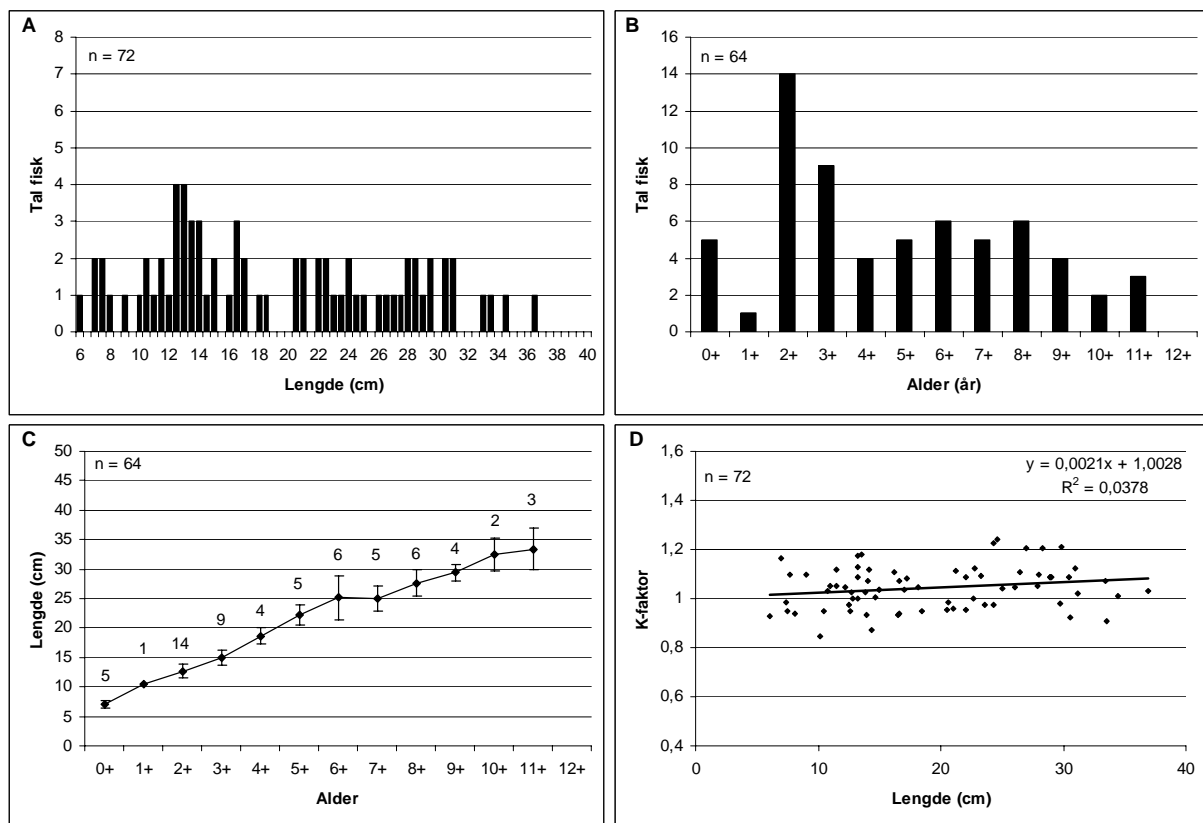 A
n = 72
Tal fisk
8
7
6
5
4
3
2
1
0
6 8 10 12 14 16 18 20 22 24 26 28 30 32 34 36 38 40
Lengde (cm)
B
n = 64
Tal fisk
16
14
12
10
8
6
4
2
0
0+ 1+ 2+ 3+ 4+ 5+ 6+ 7+ 8+ 9+ 10+ 11+ 12+
Alder (år)
C
n = 64
Lengde (cm)
50
45
40
35
30
25
20
15
10
5
0
5 1 14 9 4 5 6 5 6 4 2 3
0+ 1+ 2+ 3+ 4+ 5+ 6+ 7+ 8+ 9+ 10+ 11+ 12+
Alder
D
n = 72
y = 0,0021x + 1,0028
R² = 0,0378
K-faktor
1,6
1,4
1,2
1
0,8
0,6
0,4
0 10 20 30 40
Lengde (cm)